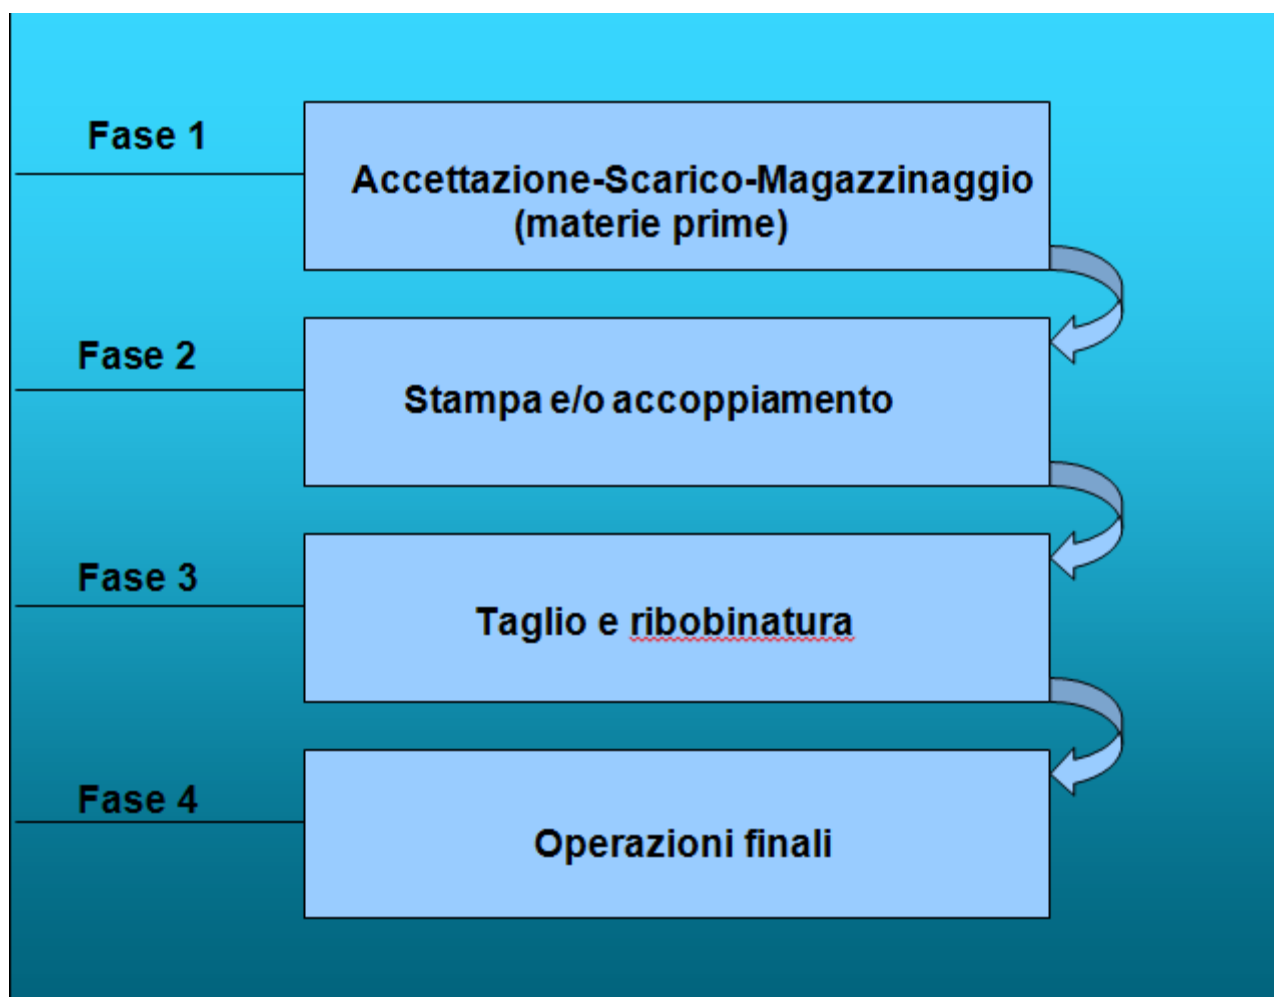 Fase 1
Accettazione-Scarico-Magazzinaggio
(materie prime)
Fase 2
Stampa e/o accoppiamento
Fase 3
Taglio e ribobinatura
Fase 4
Operazioni finali